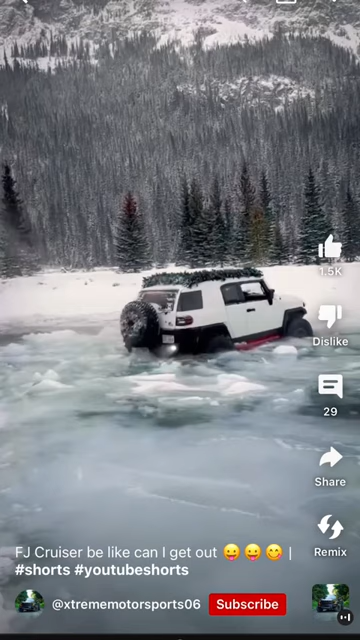 1.5K
Dislike
29
Share
Remix
FJ Cruiser be like can I get out 😛😛😋 |
#shorts #youtubeshorts
@xtrememotorsports06 Subscribe